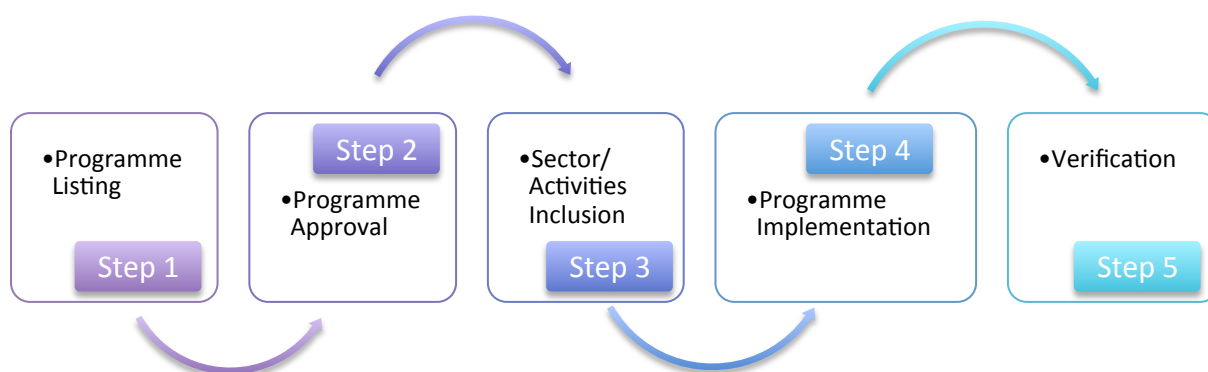 •Programme
Listing
Step 1
Step 2
•Programme
Approval
•Sector/
Activities
Inclusion
Step 3
Step 4
•Programme
Implementation
•Verification
Step 5